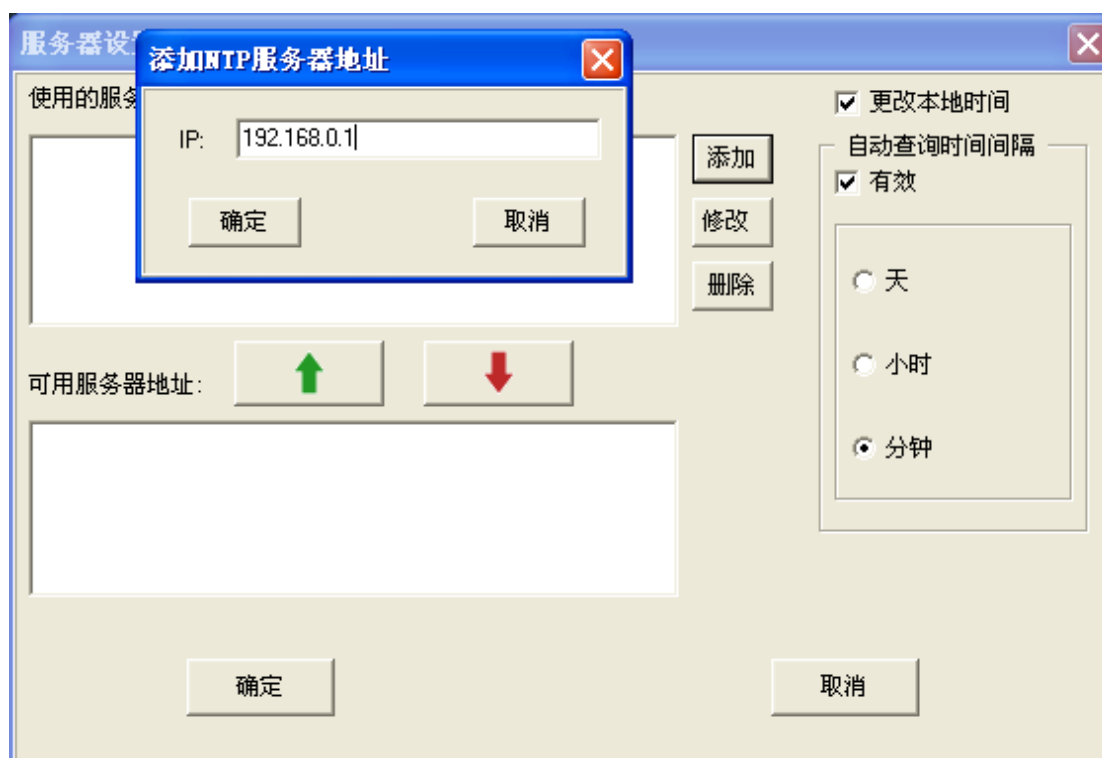 服务器设
添加NTP服务器地址
使用的服务
IP: 192.168.0.1
确定
取消
添加
修改
删除
更改本地时间
自动查询时间间隔
有效
天
小时
分钟
可用服务器地址:
确定
取消